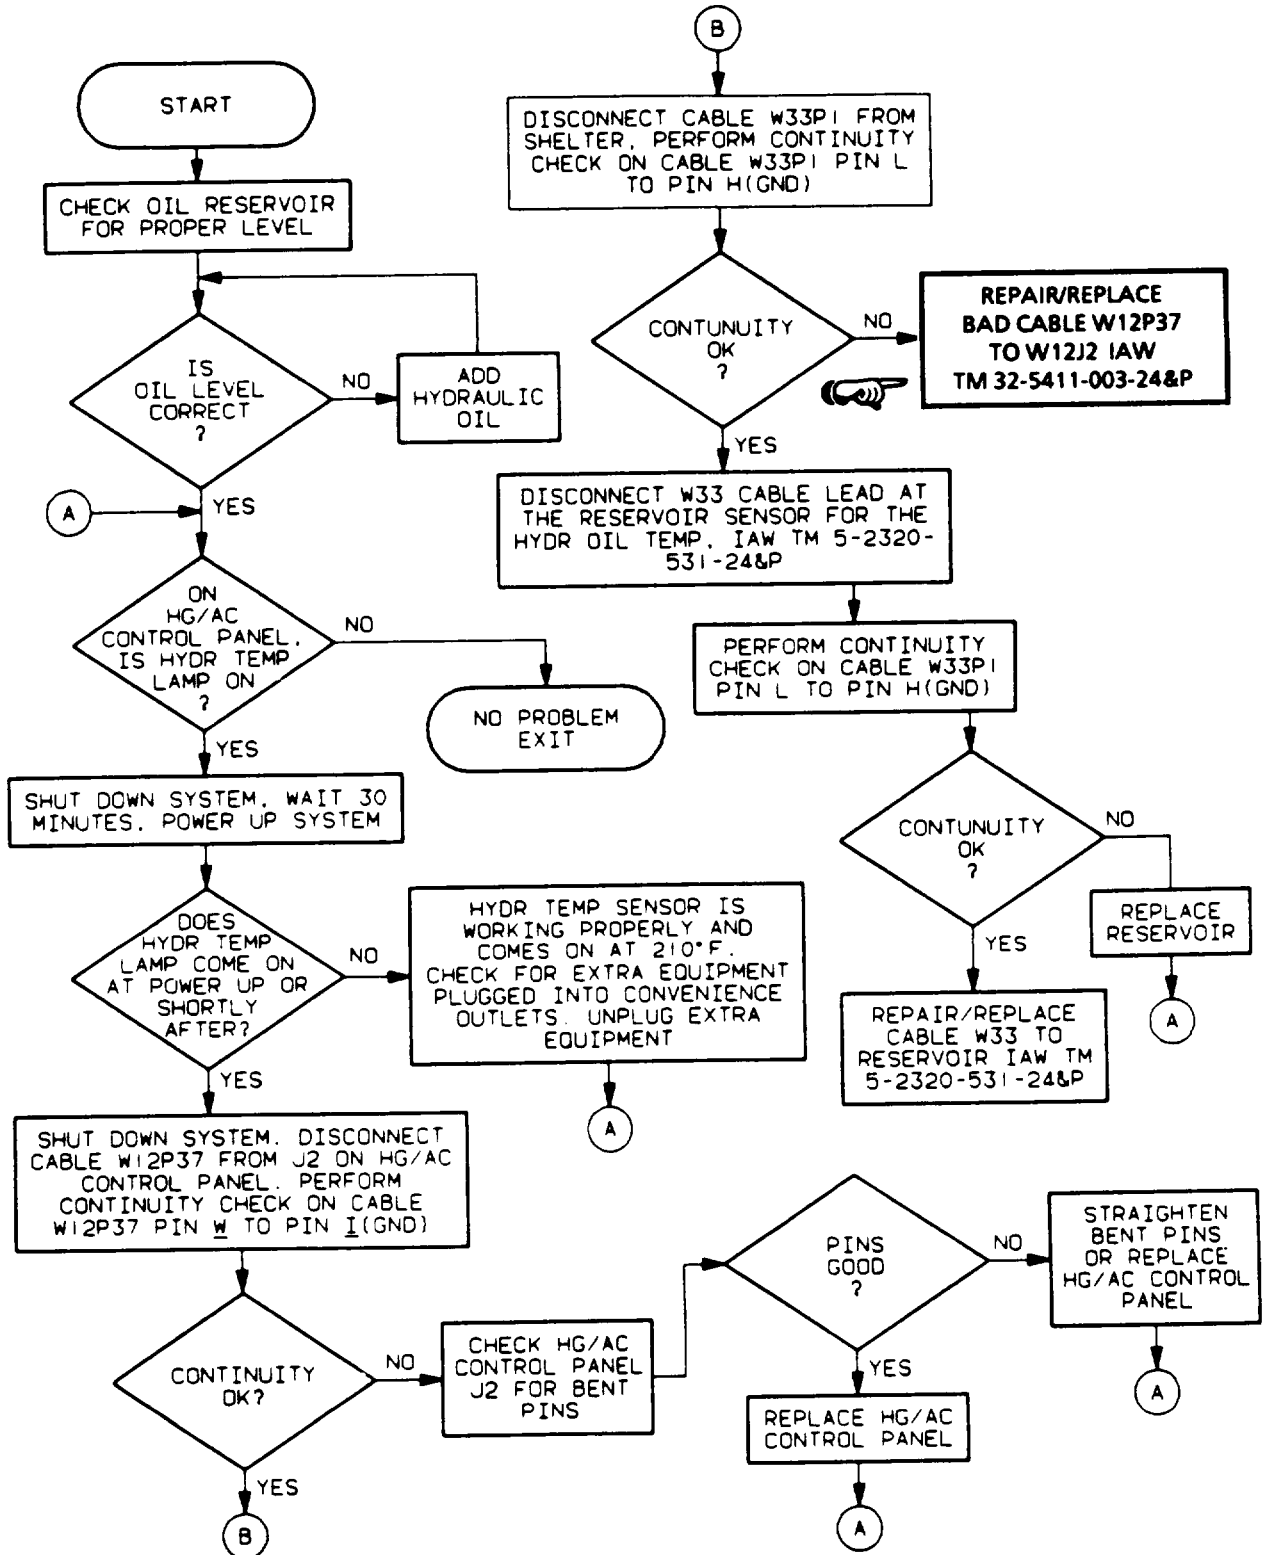 START
CHECK OIL RESERVOIR
FOR PROPER LEVEL
IS
OIL LEVEL
CORRECT
?
NO
ADD
HYDRAULIC
OIL
YES
A
ON
HG/AC
CONTROL PANEL,
IS HYDR TEMP
LAMP ON
?
NO
NO PROBLEM
EXIT
YES
SHUT DOWN SYSTEM, WAIT 30
MINUTES, POWER UP SYSTEM
DOES
HYDR TEMP
LAMP COME ON
AT POWER UP OR
SHORTLY
AFTER?
NO
HYDR TEMP SENSOR IS
WORKING PROPERLY AND
COMES ON AT 210°F.
CHECK FOR EXTRA EQUIPMENT
PLUGGED INTO CONVENIENCE
OUTLETS. UNPLUG EXTRA
EQUIPMENT
A
YES
SHUT DOWN SYSTEM. DISCONNECT
CABLE W12P37 FROM J2 ON HG/AC
CONTROL PANEL. PERFORM
CONTINUITY CHECK ON CABLE
W12P37 PIN W TO PIN I(GND)
CONTINUITY
OK?
NO
CHECK HG/AC
CONTROL PANEL
J2 FOR BENT
PINS
YES
B
PINS
GOOD
?
NO
STRAIGHTEN
BENT PINS
OR REPLACE
HG/AC CONTROL
PANEL
A
YES
REPLACE HG/AC
CONTROL PANEL
A
B
DISCONNECT CABLE W33P1 FROM
SHELTER, PERFORM CONTINUITY
CHECK ON CABLE W33P1 PIN L
TO PIN H(GND)
CONTUNUITY
OK
?
NO
REPAIR/REPLACE
BAD CABLE W12P37
TO W12J2 IAW
TM 32-5411-003-24&P
YES
DISCONNECT W33 CABLE LEAD AT
THE RESERVOIR SENSOR FOR THE
HYDR OIL TEMP, IAW TM 5-2320-
531-24&P
PERFORM CONTINUITY
CHECK ON CABLE W33P1
PIN L TO PIN H(GND)
CONTUNUITY
OK
?
NO
REPLACE
RESERVOIR
A
YES
REPAIR/REPLACE
CABLE W33 TO
RESERVOIR IAW TM
5-2320-531-24&P